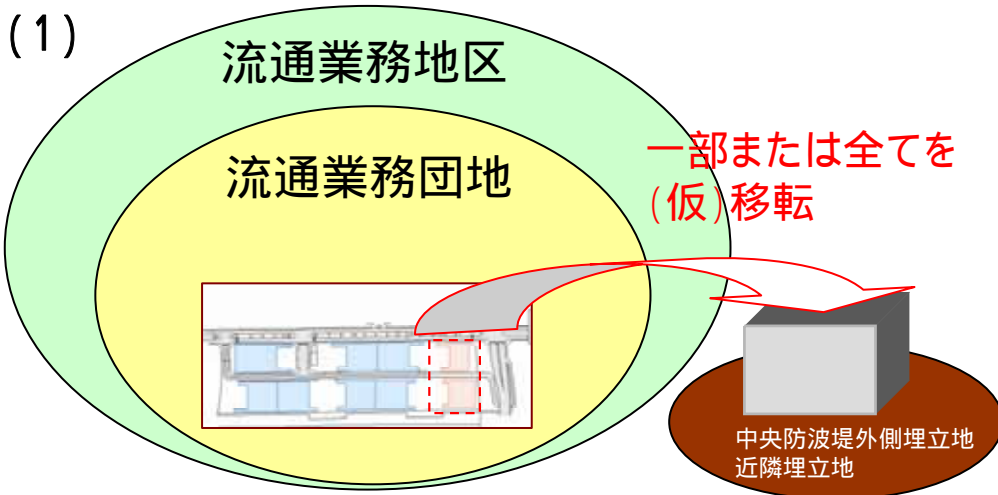 (1)
流通業務地区
流通業務団地
一部または全てを
(仮)移転
中央防波堤外側埋立地
近隣埋立地